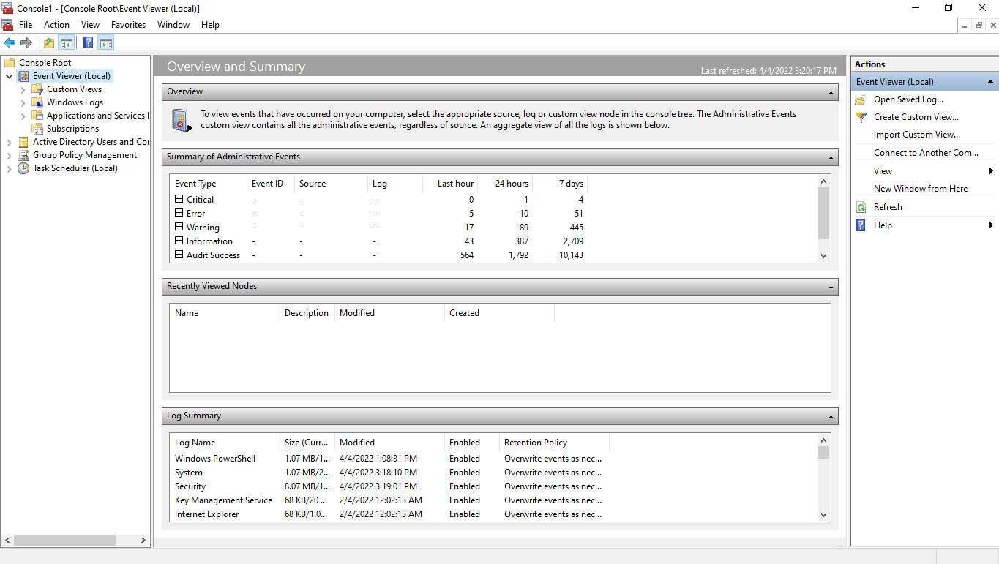 Console1 - [Console Root\Event Viewer (Local)]
File Action View Favorites Window Help
Console Root
Event Viewer (Local)
Custom Views
Windows Logs
Applications and Services L
Subscriptions
Active Directory Users and Cor
Group Policy Management
Task Scheduler (Local)
Overview and Summary
Last refreshed: 4/4/2022 3:20:17 PM
Overview
To view events that have occurred on your computer, select the appropriate source, log or custom view node in the console tree. The Administrative Events
custom view contains all the administrative events, regardless of source. An aggregate view of all the logs is shown below.
Summary of Administrative Events
Event Type Event ID Source Log Last hour 24 hours 7 days
Critical - - - 0 1 4
Error - - - 5 10 51
Warning - - - 17 89 445
Information - - - 43 387 2,709
Audit Success - - - 564 1,792 10,143
Recently Viewed Nodes
Name Description Modified Created
Log Summary
Log Name Size (Curr... Modified Enabled Retention Policy
Windows PowerShell 1.07 MB/1... 4/4/2022 1:08:31 PM Enabled Overwrite events as nec...
System 1.07 MB/2... 4/4/2022 3:18:10 PM Enabled Overwrite events as nec...
Security 8.07 MB/1... 4/4/2022 3:19:01 PM Enabled Overwrite events as nec...
Key Management Service 68 KB/20 ... 2/4/2022 12:02:13 AM Enabled Overwrite events as nec...
Internet Explorer 68 KB/1.0... 2/4/2022 12:02:13 AM Enabled Overwrite events as nec...
Actions
Event Viewer (Local)
Open Saved Log...
Create Custom View...
Import Custom View...
Connect to Another Com...
View
New Window from Here
Refresh
Help